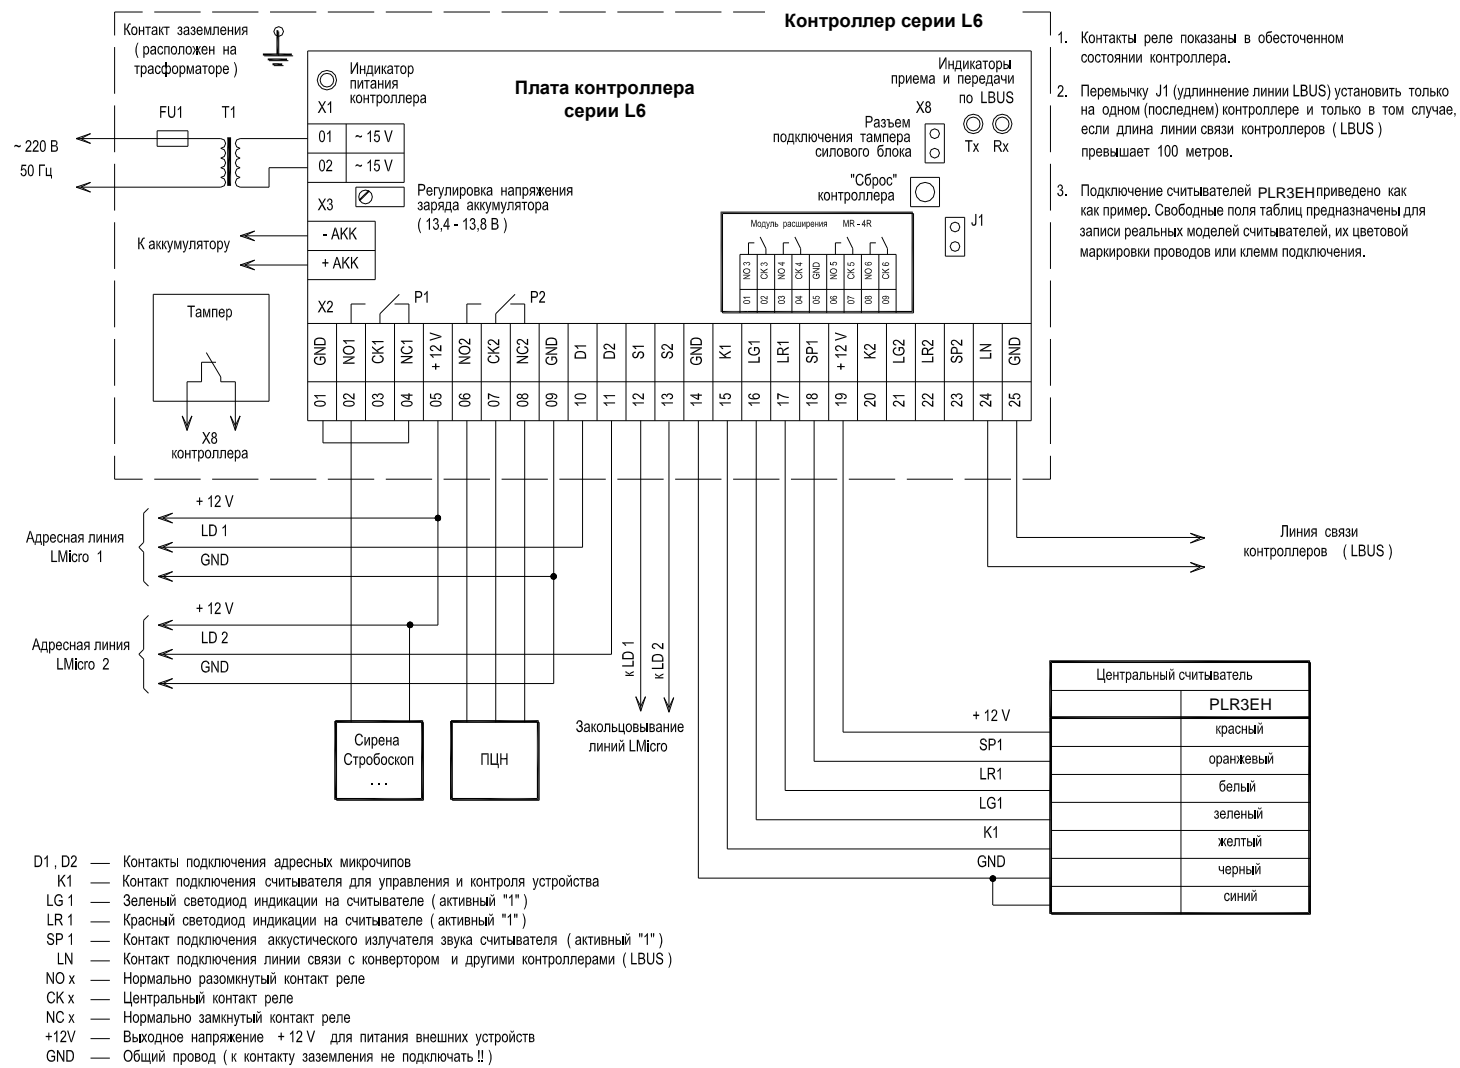 Контроллер серии L6
Контакт заземления
( расположен на
трасформаторе )
FU1
T1
~ 220 В
50 Гц
Индикатор
питания
контроллера
Плата контроллера
серии L6
Индикаторы
приема и передачи
по LBUS
Tx Rx
X8
Разъем
подключения тампера
силового блока
"Сброс"
контроллера
J1
X1
01 ~ 15 V
02 ~ 15 V
X3
Регулировка напряжения
заряда аккумулятора
( 13,4 - 13,8 В )
- АКК
+ АКК
К аккумулятору
Модуль расширения MR - 4R
NO 3 CK 3 NO 4 CK 4 GND NO 5 CK 5 NO 6 CK 6
01 02 03 04 05 06 07 08 09
Тампер
X8
контроллера
X2
P1
P2
GND NO1 CK1 NC1 + 12 V NO2 CK2 NC2 GND D1 D2 S1 S2 GND K1 LG1 LR1 SP1 + 12 V K2 LG2 LR2 SP2 LN GND
01 02 03 04 05 06 07 08 09 10 11 12 13 14 15 16 17 18 19 20 21 22 23 24 25
1. Контакты реле показаны в обесточенном
состоянии контроллера.
2. Перемычку J1 (удлиннение линии LBUS) установить только
на одном (последнем) контроллере и только в том случае,
если длина линии связи контроллеров ( LBUS )
превышает 100 метров.
3. Подключение считывателей PLR3EH приведено как
как пример. Свободные поля таблиц предназначены для
записи реальных моделей считывателей, их цветовой
маркировки проводов или клемм подключения.
Адресная линия
LMicro 1
+ 12 V
LD 1
GND
Адресная линия
LMicro 2
+ 12 V
LD 2
GND
Сирена
Стробоскоп
. . .
ПЦН
к LD 1
к LD 2
Закольцовывание
линий LMicro
Линия связи
контроллеров ( LBUS )
Центральный считыватель
PLR3EH
+ 12 V красный
SP1 оранжевый
LR1 белый
LG1 зеленый
K1 желтый
GND черный
синий
D1 , D2 — Контакты подключения адресных микрочипов
K1 — Контакт подключения считывателя для управления и контроля устройства
LG 1 — Зеленый светодиод индикации на считывателе ( активный "1" )
LR 1 — Красный светодиод индикации на считывателе ( активный "1" )
SP 1 — Контакт подключения аккустического излучателя звука считывателя ( активный "1" )
LN — Контакт подключения линии связи с конвертором и другими контроллерами ( LBUS )
NO x — Нормально разомкнутый контакт реле
CK x — Центральный контакт реле
NC x — Нормально замкнутый контакт реле
+12V — Выходное напряжение + 12 V для питания внешних устройств
GND — Общий провод ( к контакту заземления не подключать !! )